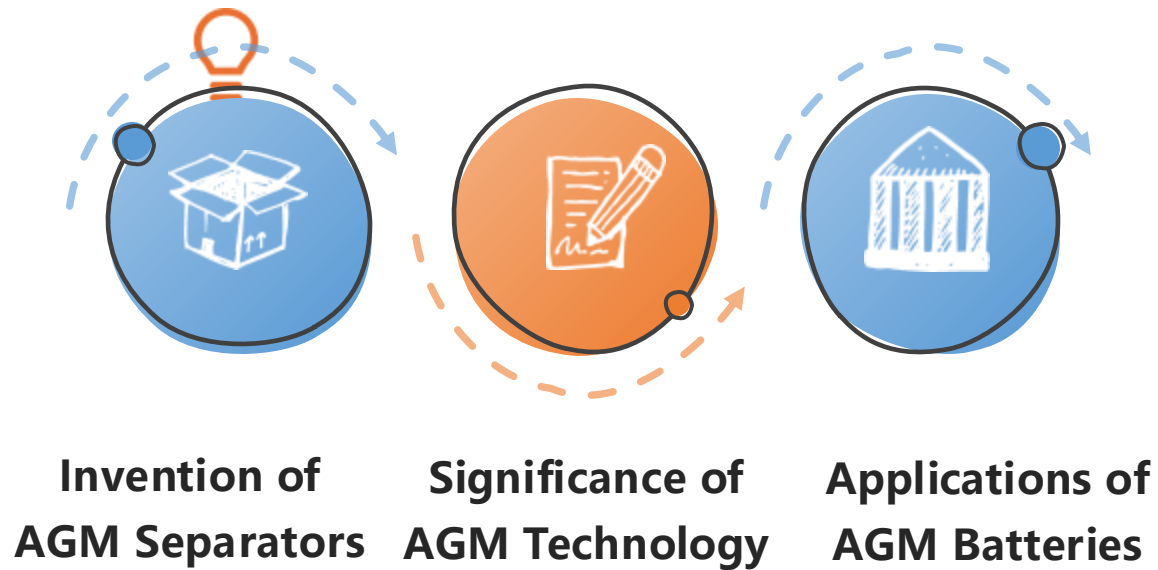 Invention of
AGM Separators
Significance of
AGM Technology
Applications of
AGM Batteries